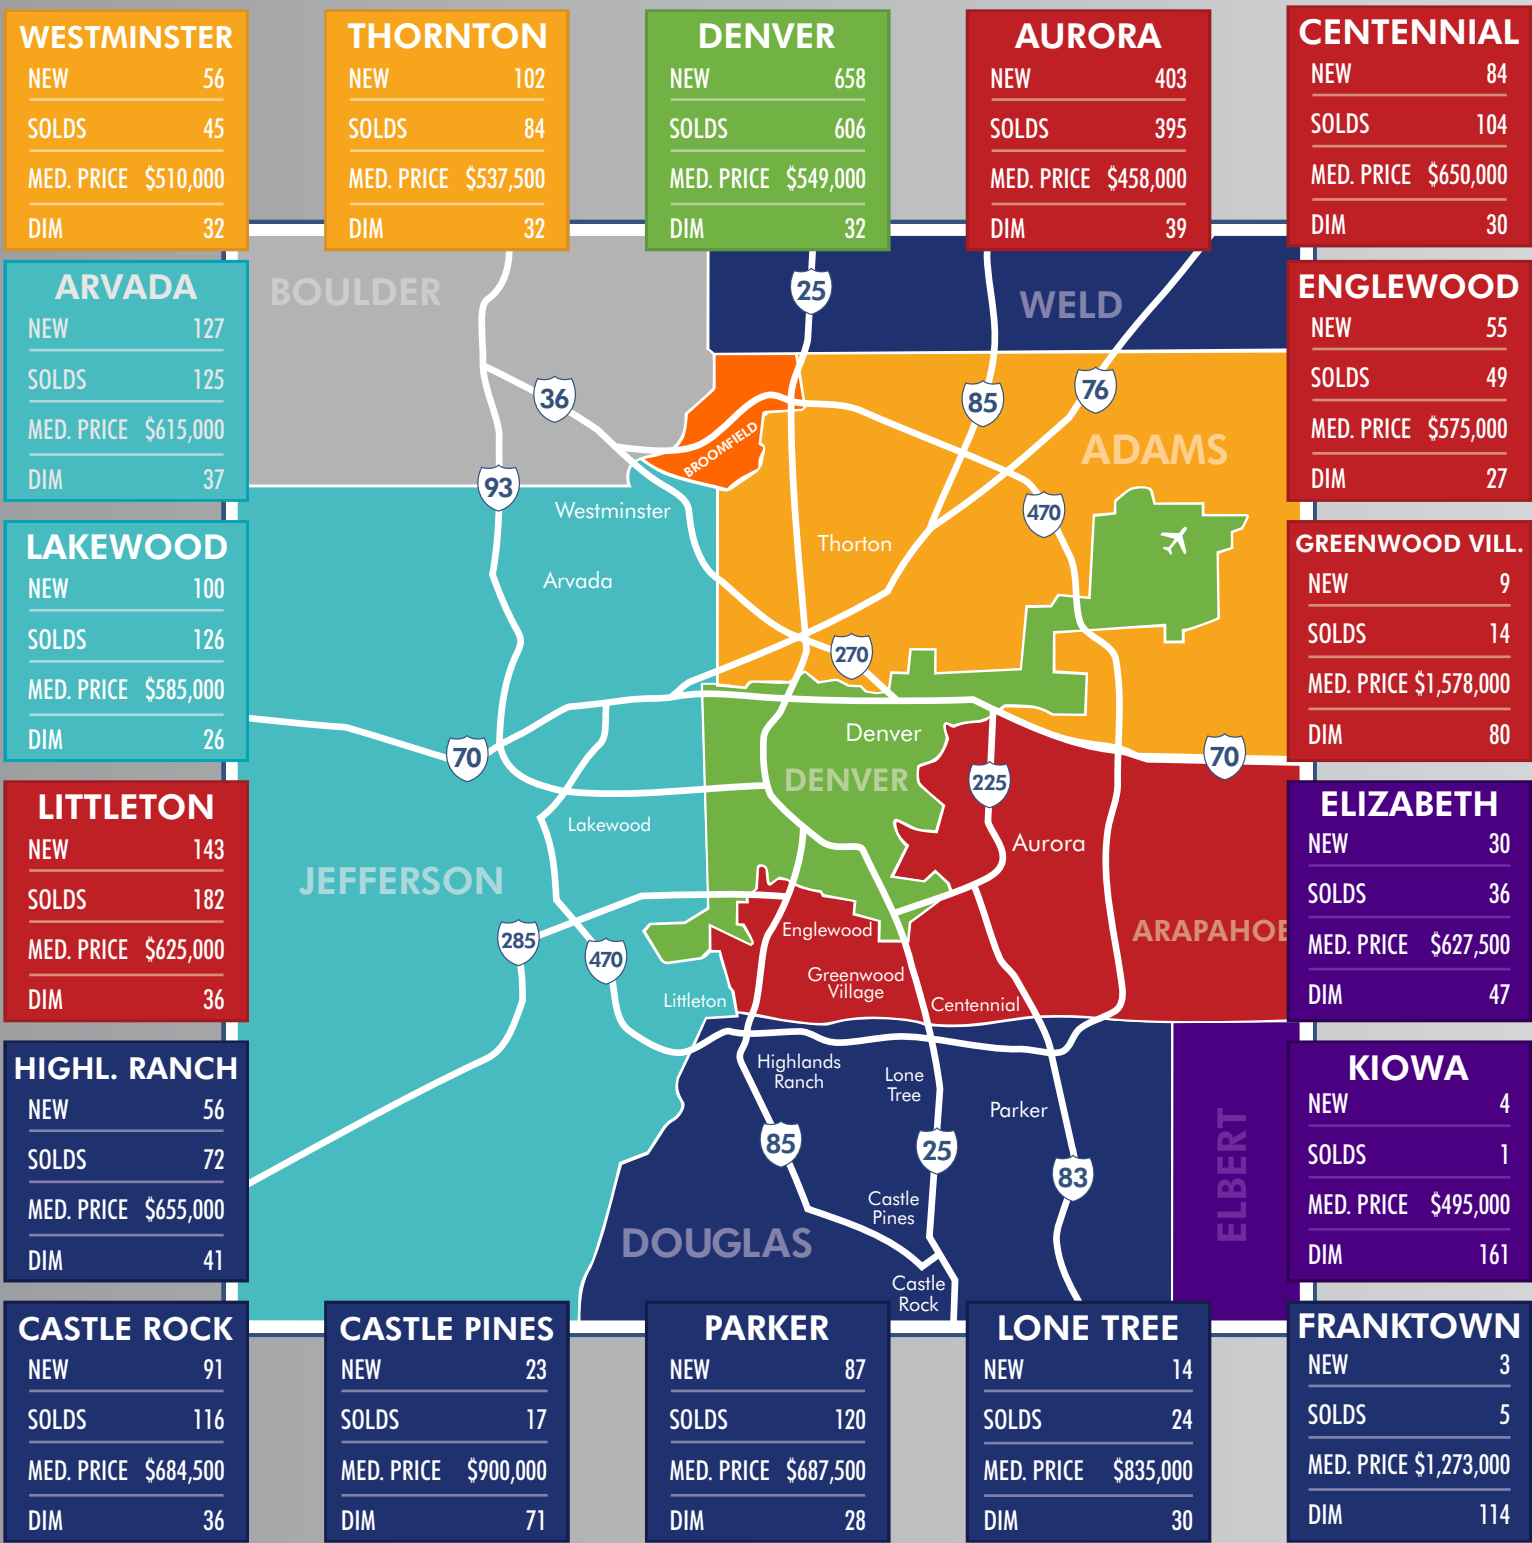 WESTMINSTER
NEW 56
SOLDS 45
MED. PRICE $510,000
DIM 32
THORNTON
NEW 102
SOLDS 84
MED. PRICE $537,500
DIM 32
DENVER
NEW 658
SOLDS 606
MED. PRICE $549,000
DIM 32
AURORA
NEW 403
SOLDS 395
MED. PRICE $458,000
DIM 39
CENTENNIAL
NEW 84
SOLDS 104
MED. PRICE $650,000
DIM 30
ARVADA
NEW 127
SOLDS 125
MED. PRICE $615,000
DIM 37
ENGLEWOOD
NEW 55
SOLDS 49
MED. PRICE $575,000
DIM 27
LAKEWOOD
NEW 100
SOLDS 126
MED. PRICE $585,000
DIM 26
GREENWOOD VILL.
NEW 9
SOLDS 14
MED. PRICE $1,578,000
DIM 80
LITTLETON
NEW 143
SOLDS 182
MED. PRICE $625,000
DIM 36
ELIZABETH
NEW 30
SOLDS 36
MED. PRICE $627,500
DIM 47
HIGHL. RANCH
NEW 56
SOLDS 72
MED. PRICE $655,000
DIM 41
KIOWA
NEW 4
SOLDS 1
MED. PRICE $495,000
DIM 161
BOULDER
25
WELD
36
85
76
BROOMFIELD
ADAMS
93
Westminster
470
Thorton
Arvada
270
Denver
70
70
DENVER
225
Lakewood
Aurora
JEFFERSON
Englewood
ARAPAHOE
285
470
Greenwood
Village
Littleton
Centennial
Highlands
Ranch
Lone
Tree
Parker
85
25
83
ELBERT
Castle
Pines
DOUGLAS
Castle
Rock
CASTLE ROCK
NEW 91
SOLDS 116
MED. PRICE $684,500
DIM 36
CASTLE PINES
NEW 23
SOLDS 17
MED. PRICE $900,000
DIM 71
PARKER
NEW 87
SOLDS 120
MED. PRICE $687,500
DIM 28
LONE TREE
NEW 14
SOLDS 24
MED. PRICE $835,000
DIM 30
FRANKTOWN
NEW 3
SOLDS 5
MED. PRICE $1,273,000
DIM 114